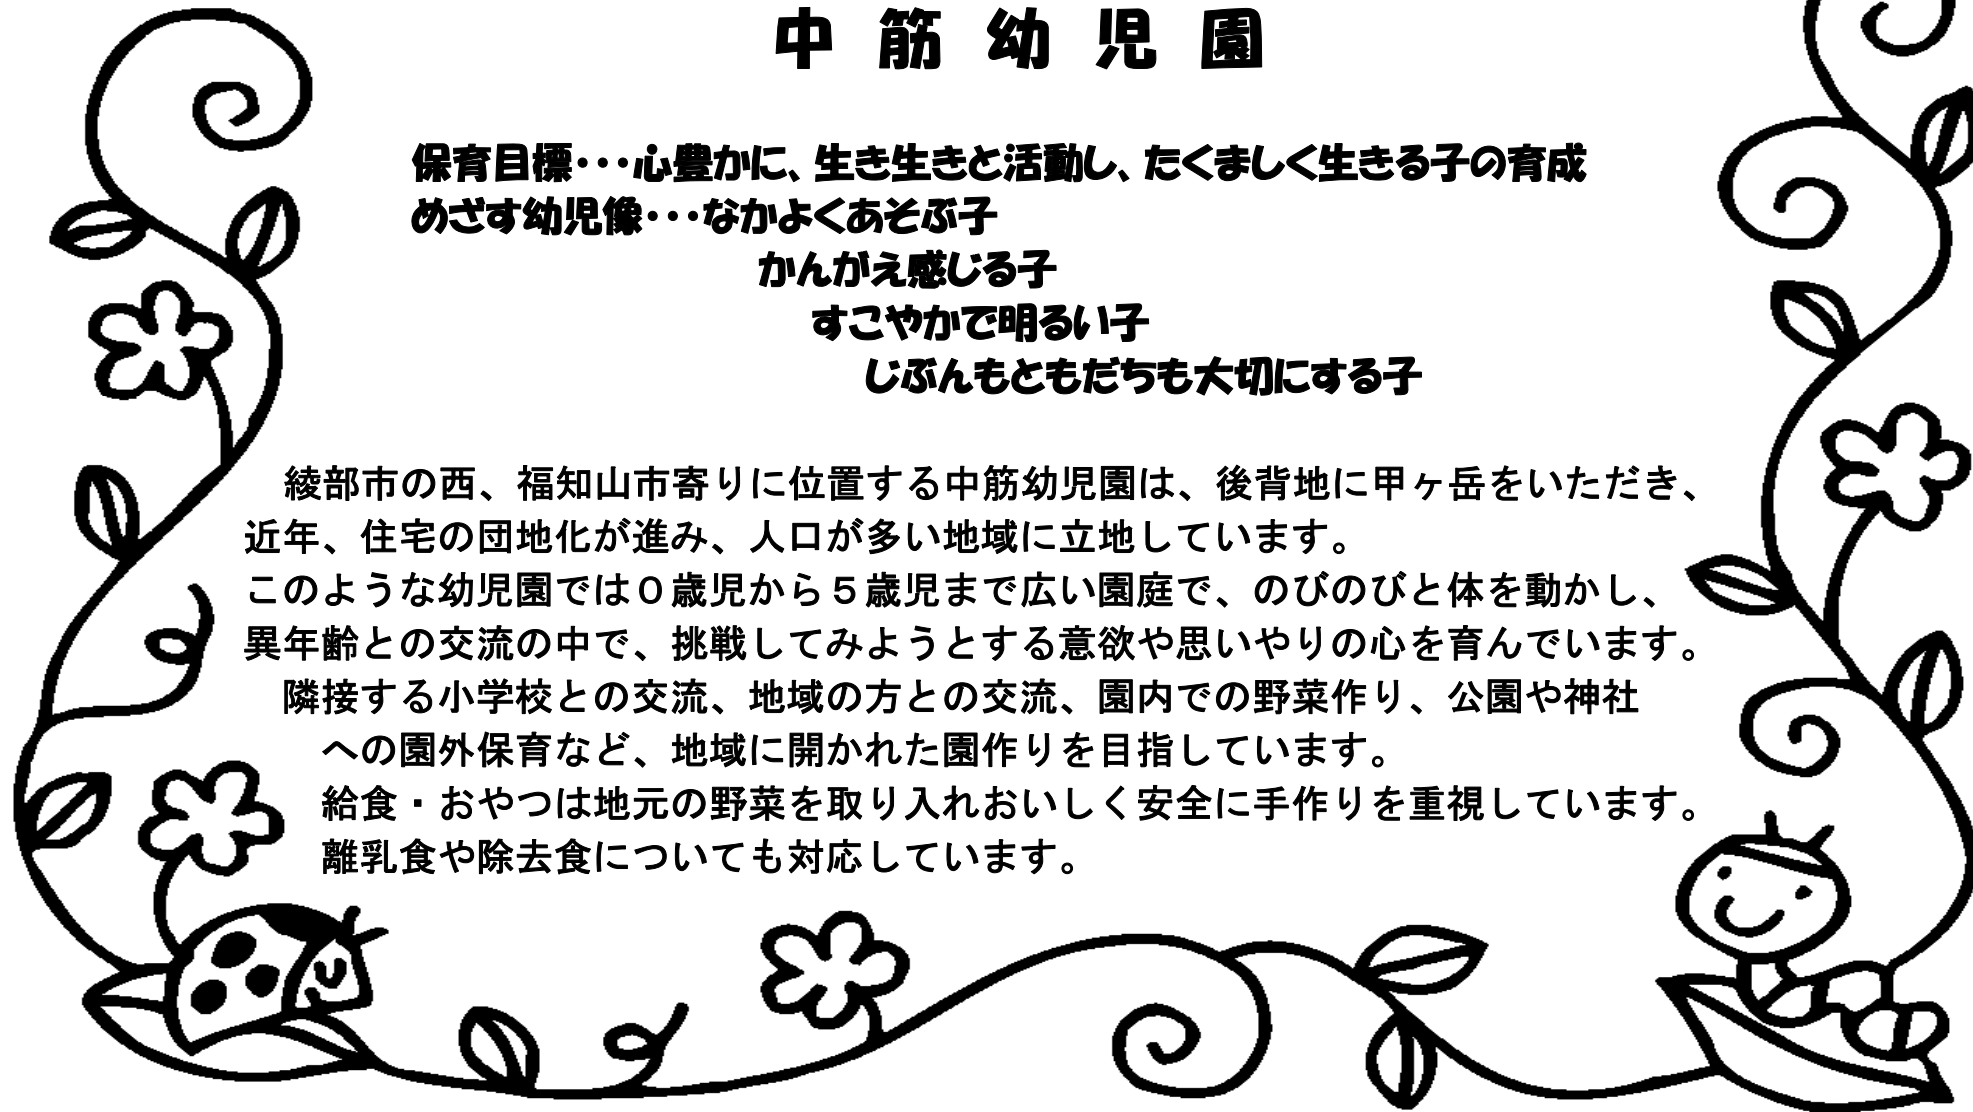 中筋幼児園
保育目標･･･心豊かに、生き生きと活動し、たくましく生きる子の育成
めざす幼児像･･･なかよくあそぶ子
かんがえ感じる子
すこやかで明るい子
じぶんもともだちも大切にする子
綾部市の西、福知山市寄りに位置する中筋幼児園は、後背地に甲ヶ岳をいただき、
近年、住宅の団地化が進み、人口が多い地域に立地しています。
このような幼児園では０歳児から５歳児まで広い園庭で、のびのびと体を動かし、
異年齢との交流の中で、挑戦してみようとする意欲や思いやりの心を育んでいます。
隣接する小学校との交流、地域の方との交流、園内での野菜作り、公園や神社
への園外保育など、地域に開かれた園作りを目指しています。
給食・おやつは地元の野菜を取り入れおいしく安全に手作りを重視しています。
離乳食や除去食についても対応しています。